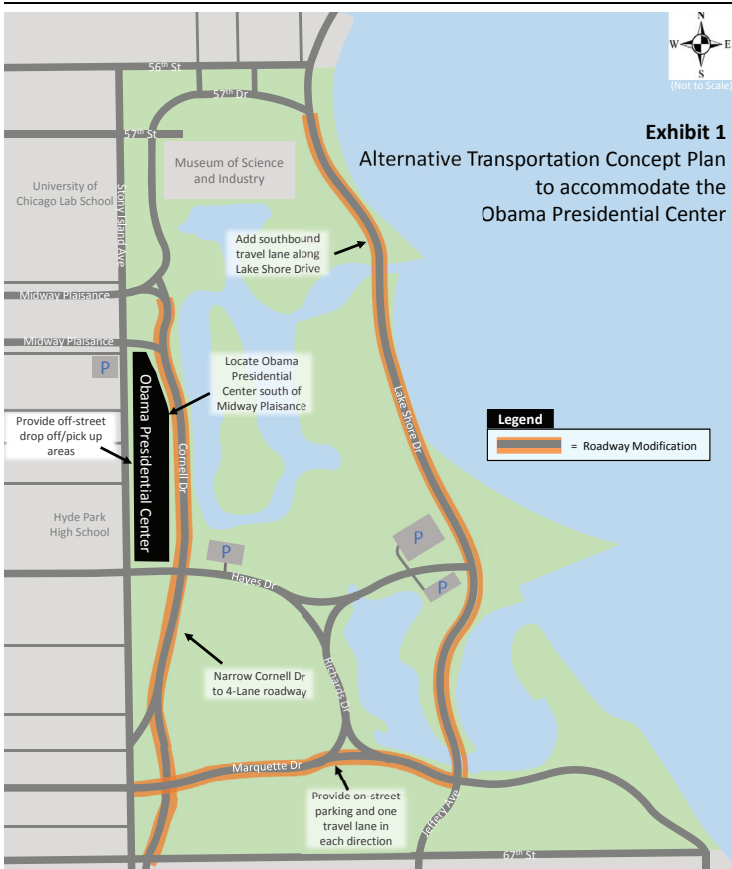 N
W
E
S
(Not to Scale)
56th St
57th Dr
57th St
Exhibit 1
Alternative Transportation Concept Plan
to accommodate the
Obama Presidential Center
Museum of Science
and Industry
University of
Chicago Lab School
Stony Island Ave
Add southbound
travel lane along
Lake Shore Drive
Midway Plaisance
Midway Plaisance
P
Locate Obama
Presidential
Center south of
Midway Plaisance
Obama Presidential Center
Cornell Dr
Lake Shore Dr
Provide off-street
drop off/pick up
areas
Legend
= Roadway Modification
Hyde Park
High School
P
P
P
Hayes Dr
Narrow Cornell Dr
to 4-Lane roadway
Richards Dr
Marquette Dr
Provide on-street
parking and one
travel lane in
each direction
Jeffery Ave
67th St